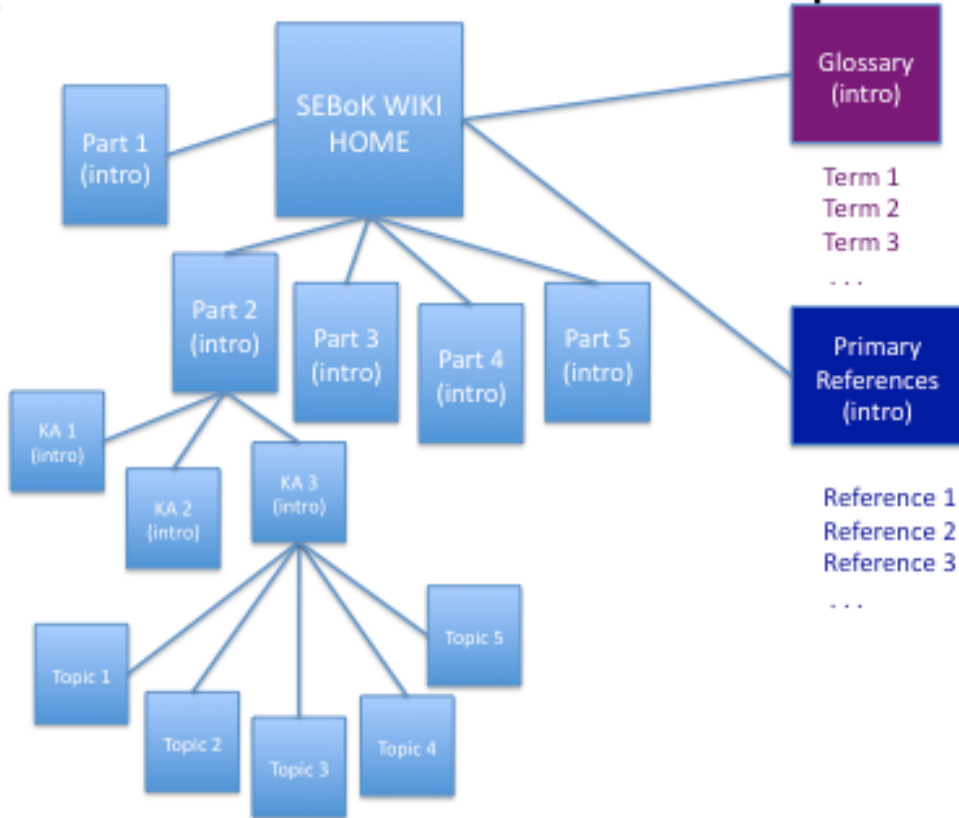 SEBoK WIKI
HOME
Glossary
(intro)
Part 1
(intro)
Term 1
Term 2
Term 3
. . .
Part 2
(intro)
Part 3
(intro)
Part 4
(intro)
Part 5
(intro)
Primary
References
(intro)
KA 1
(intro)
KA 2
(intro)
KA 3
(intro)
Reference 1
Reference 2
Reference 3
. . .
Topic 1
Topic 2
Topic 3
Topic 4
Topic 5